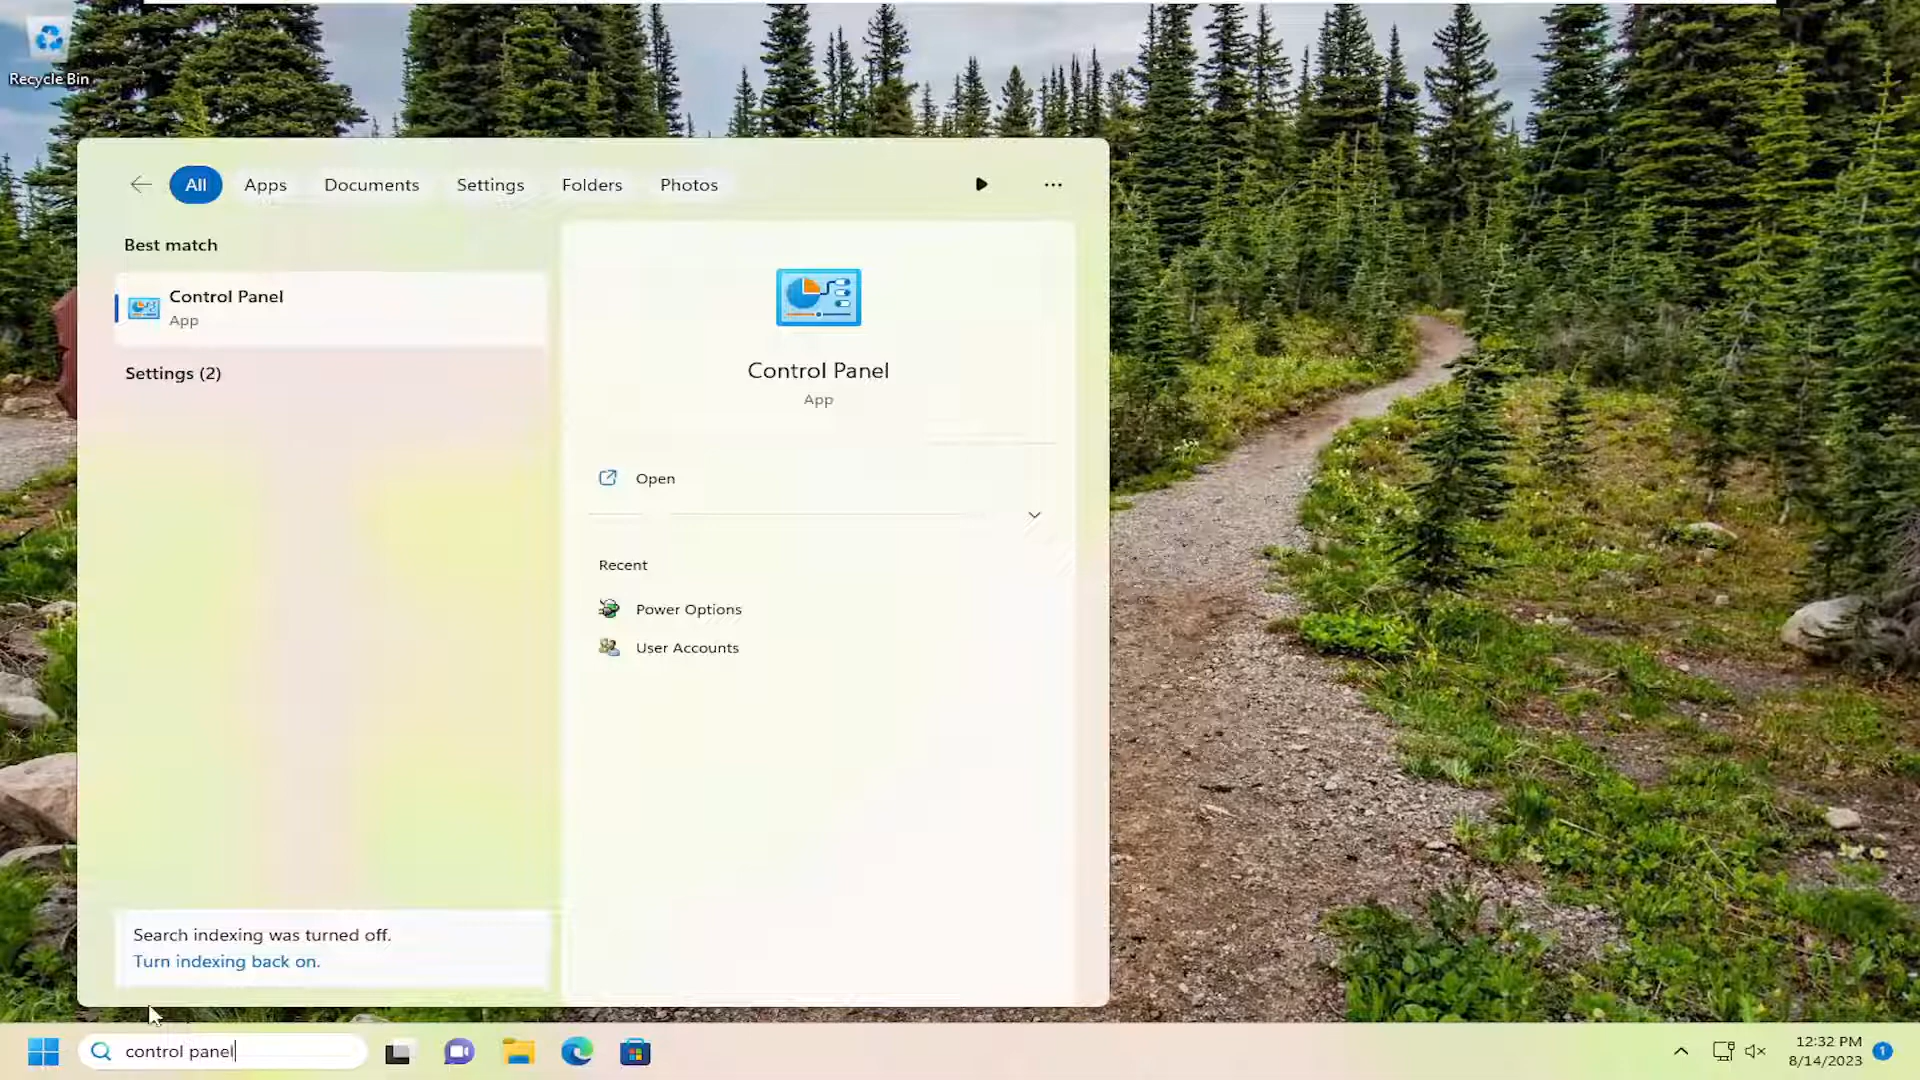 Recycle Bin
All
Apps
Documents
Settings
Folders
Photos
Best match
Control Panel
App
Settings (2)
Search indexing was turned off.
Turn indexing back on.
Control Panel
App
Open
Recent
Power Options
User Accounts
control panel
12:32 PM
8/14/2023
1